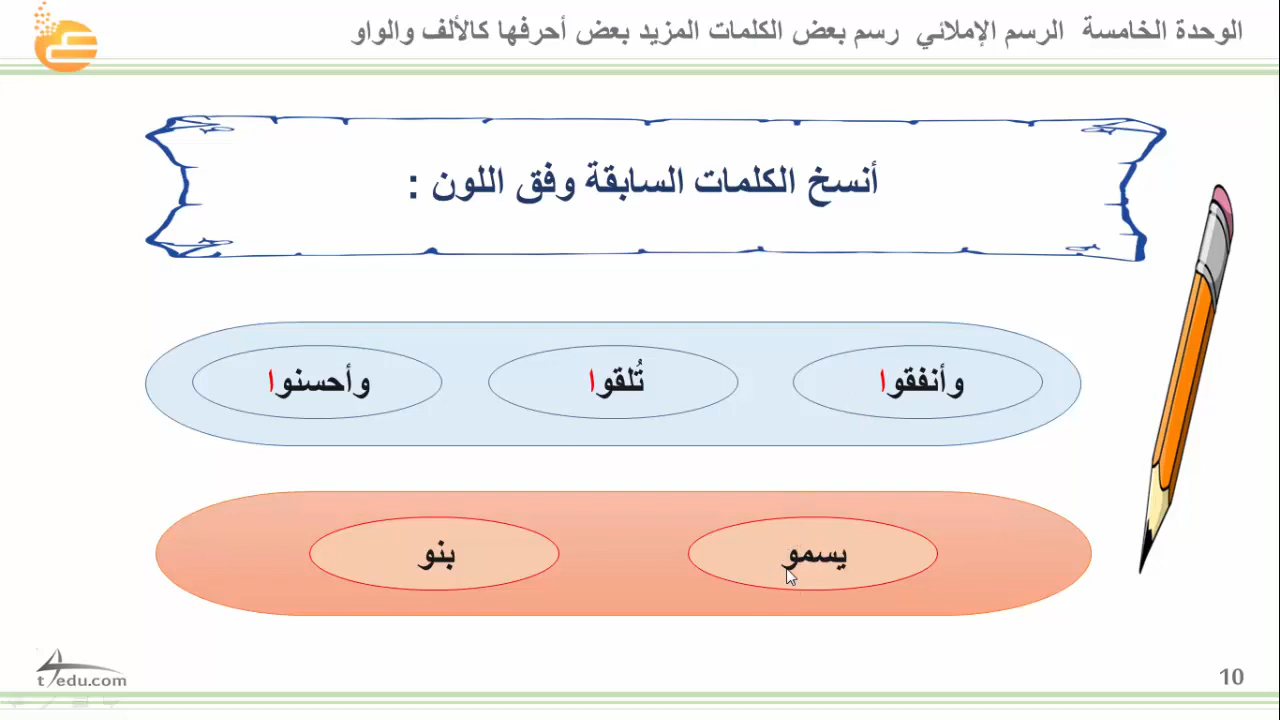 الوحدة الخامسة الرسم الإملائي رسم بعض الكلمات المزيد بعض أحرفها كالألف والواو
أنسخ الكلمات السابقة وفق اللون :
وأنفقوا تُلقوا وأحسنوا
يسمو بنو
t4edu.com
10